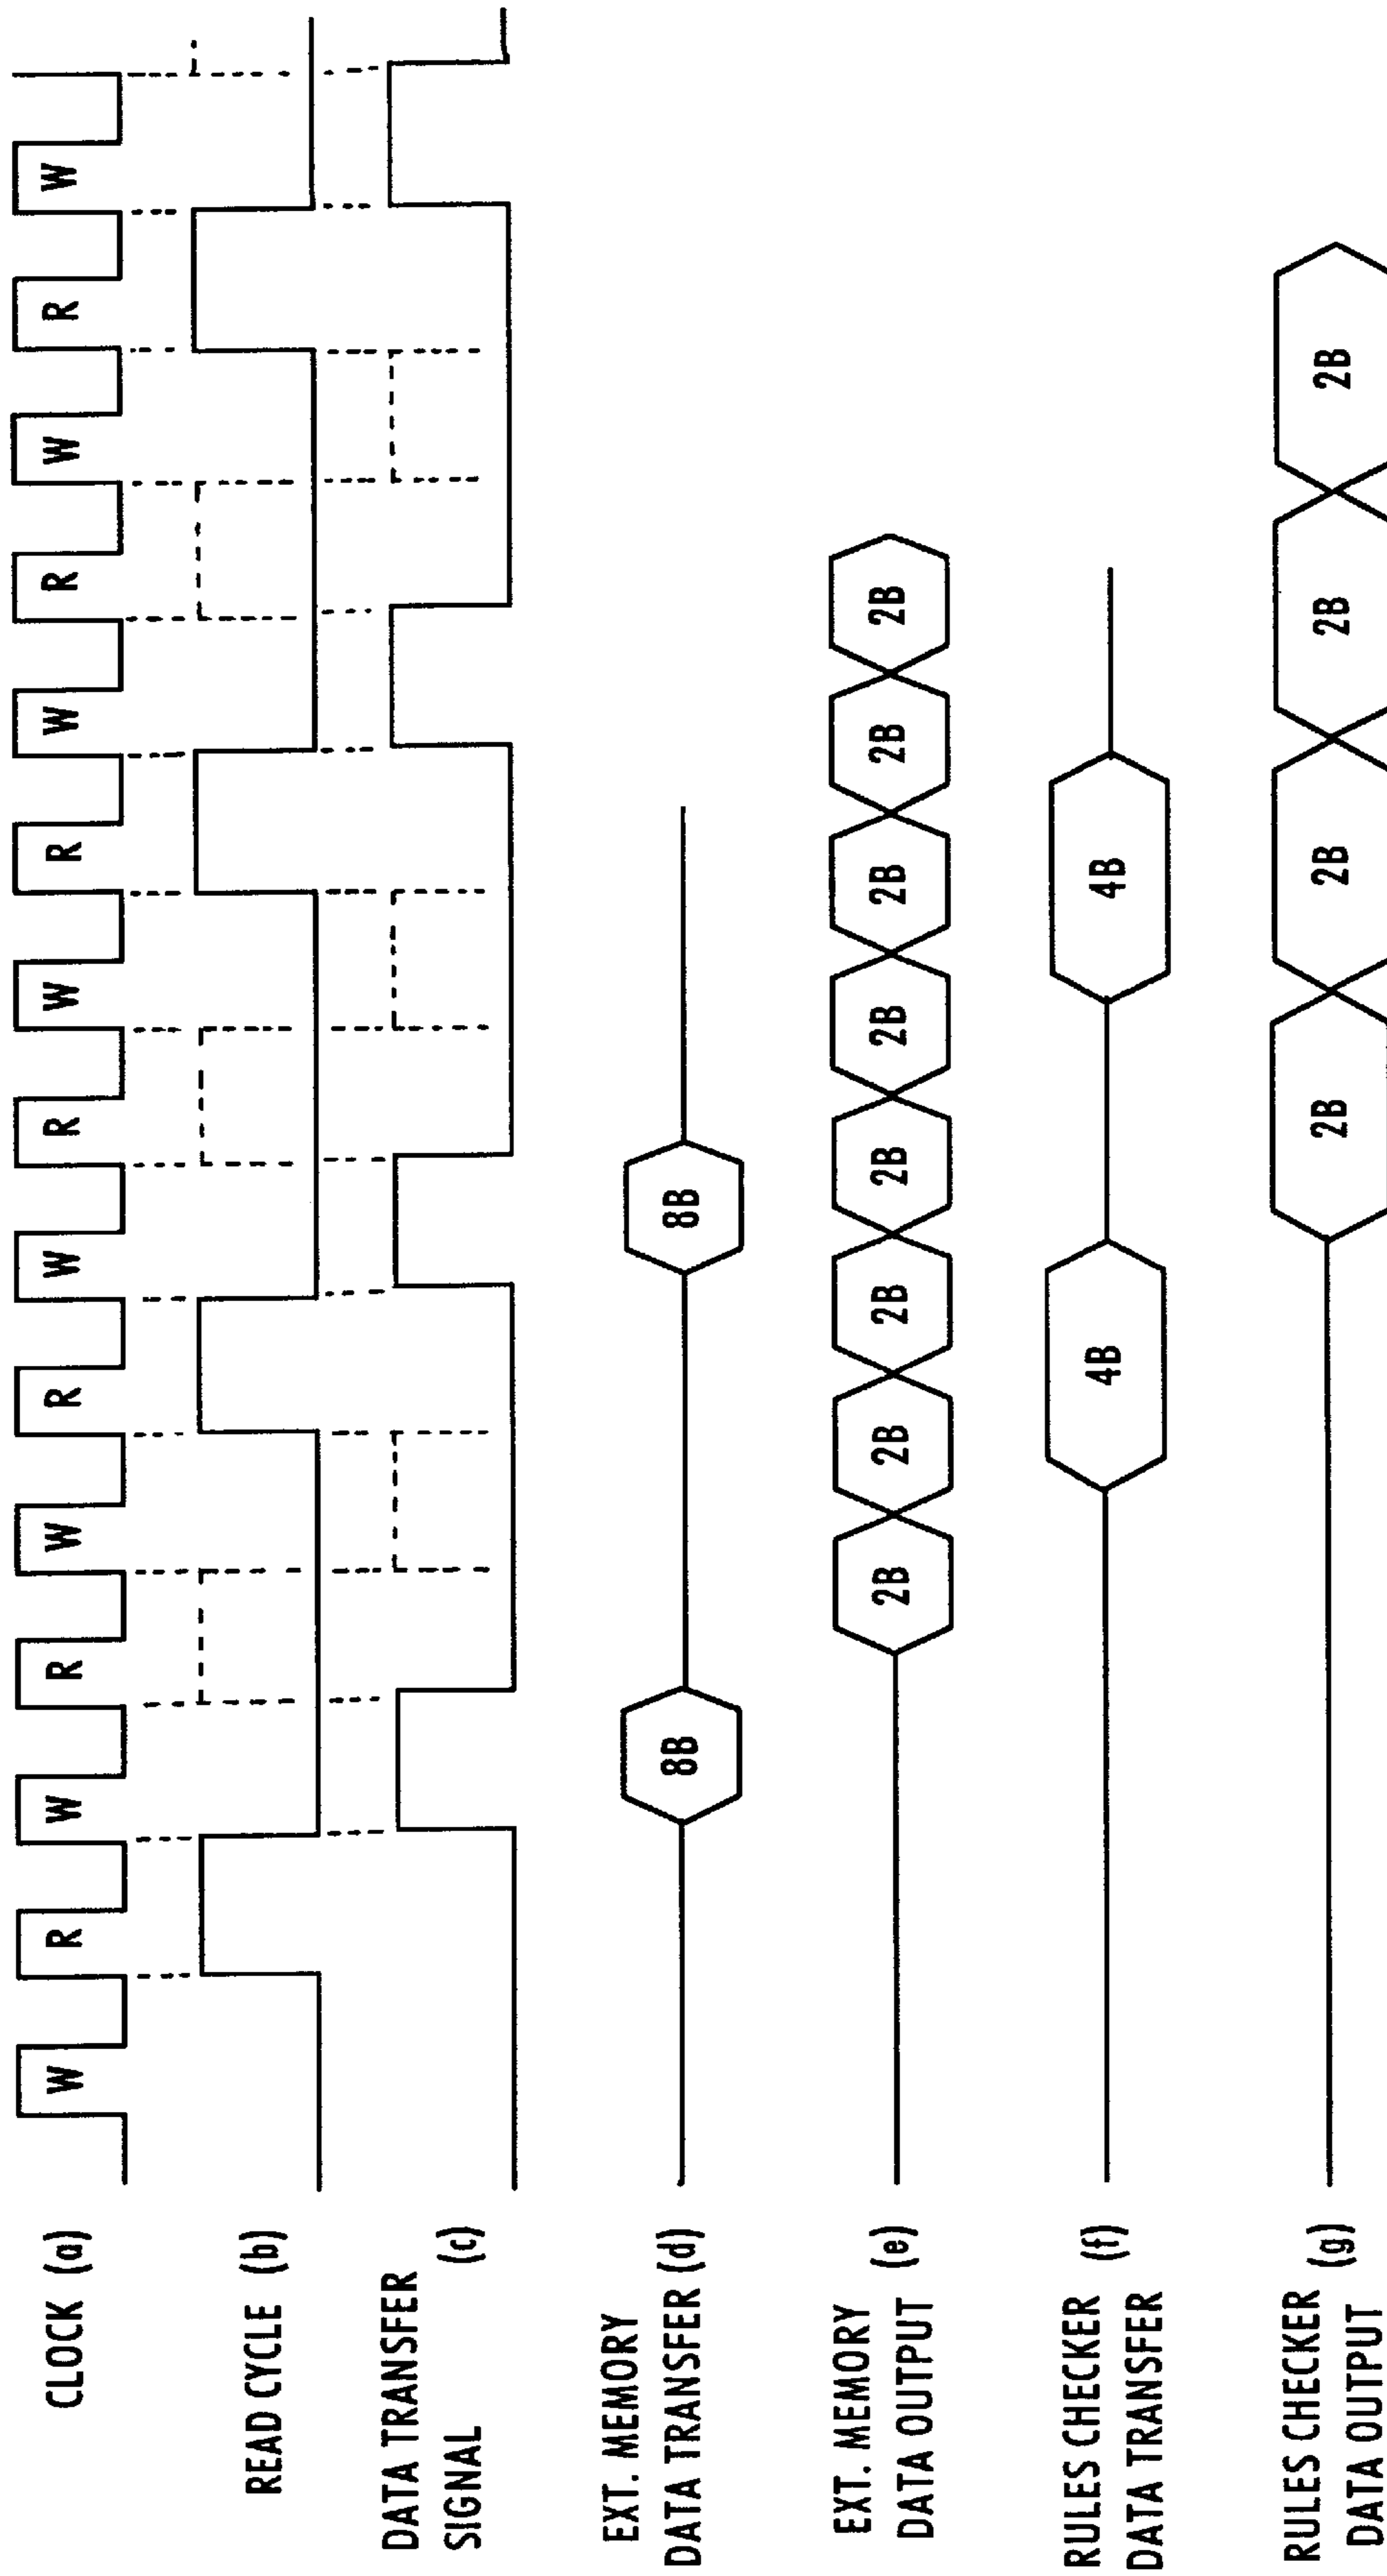 CLOCK (a) W R W R W R W R W R W R W R W
READ CYCLE (b)
DATA TRANSFER
SIGNAL (c)
EXT. MEMORY
DATA TRANSFER (d) 8B 8B
EXT. MEMORY
DATA OUTPUT (e) 2B 2B 2B 2B 2B 2B 2B 2B
RULES CHECKER
DATA TRANSFER (f) 4B 4B
RULES CHECKER
DATA OUTPUT (g) 2B 2B 2B 2B